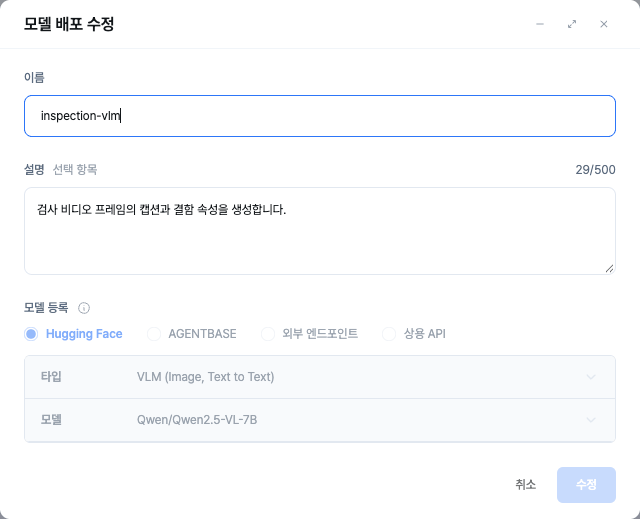 모델 배포 수정
이름
inspection-vlm
설명 선택 항목 29/500
검사 비디오 프레임의 캡션과 결함 속성을 생성합니다.
모델 등록
Hugging Face AGENTBASE 외부 엔드포인트 상용 API
타입 VLM (Image, Text to Text)
모델 Qwen/Qwen2.5-VL-7B
취소 수정